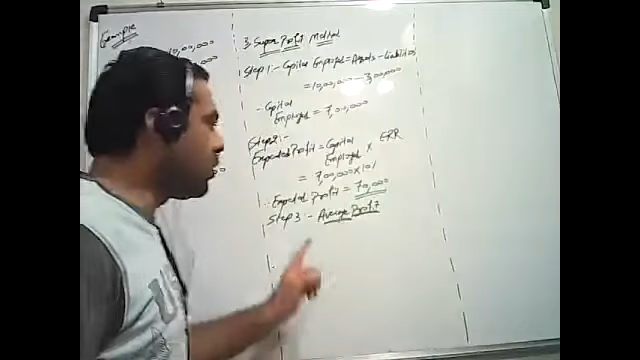 Example
10,00,000
3, Super Profit Method
Step 1:- Capital Employed = Assets - Liabilities
= 10,00,000 - 3,00,000
∴ Capital
Employed = 7,00,000
Step 2:-
Expected Profit = Capital
Employed × ERR
= 7,00,000 × 10%
∴ Expected Profit = 70,000
Step 3:- Average Profit